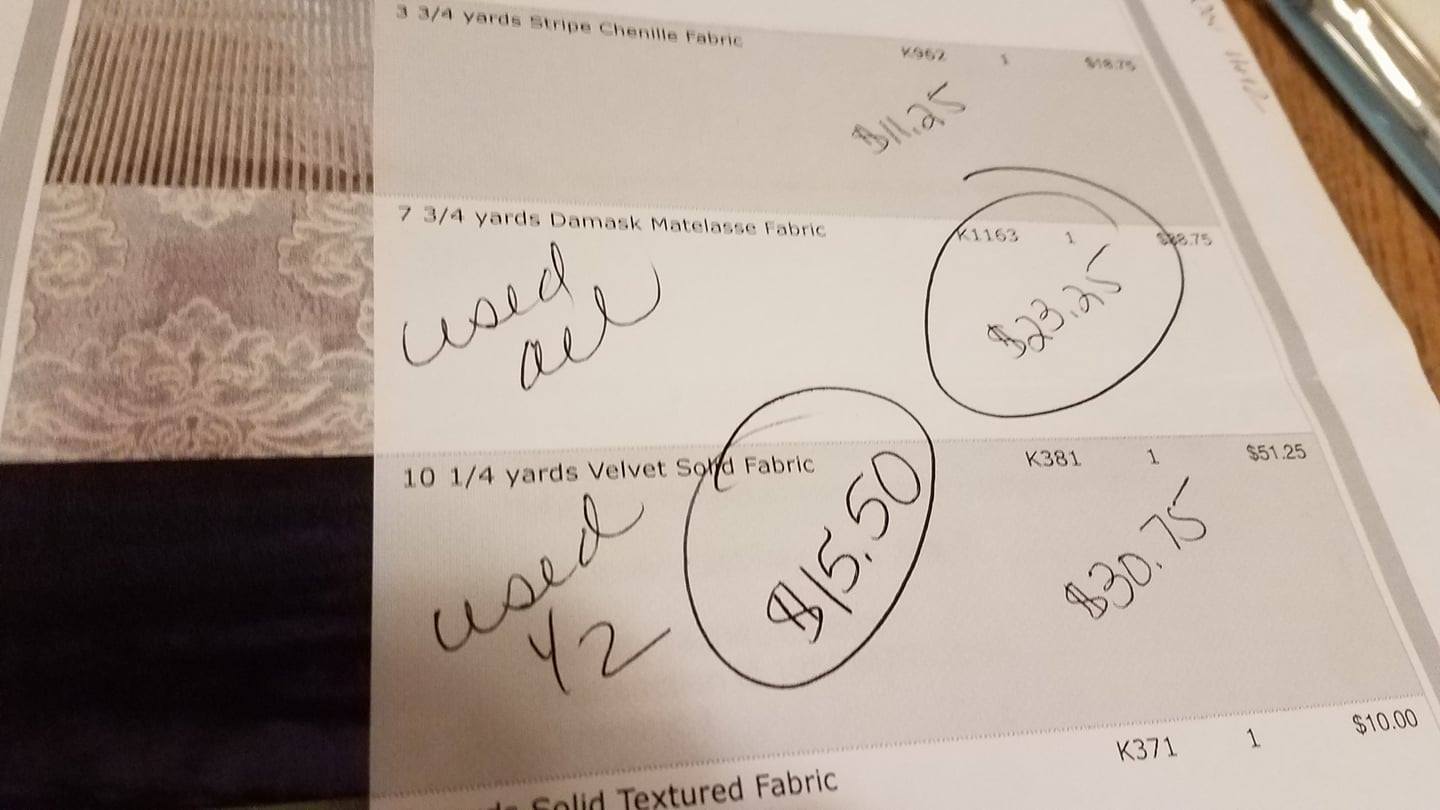 3 3/4 yards Stripe Chenille Fabric K962 1 $18.75
$11.25
7 3/4 yards Damask Matelasse Fabric K1163 1 $38.75
used
all
$23.25
10 1/4 yards Velvet Solid Fabric K381 1 $51.25
used
1/2
$15.50
$30.75
Solid Textured Fabric K371 1 $10.00